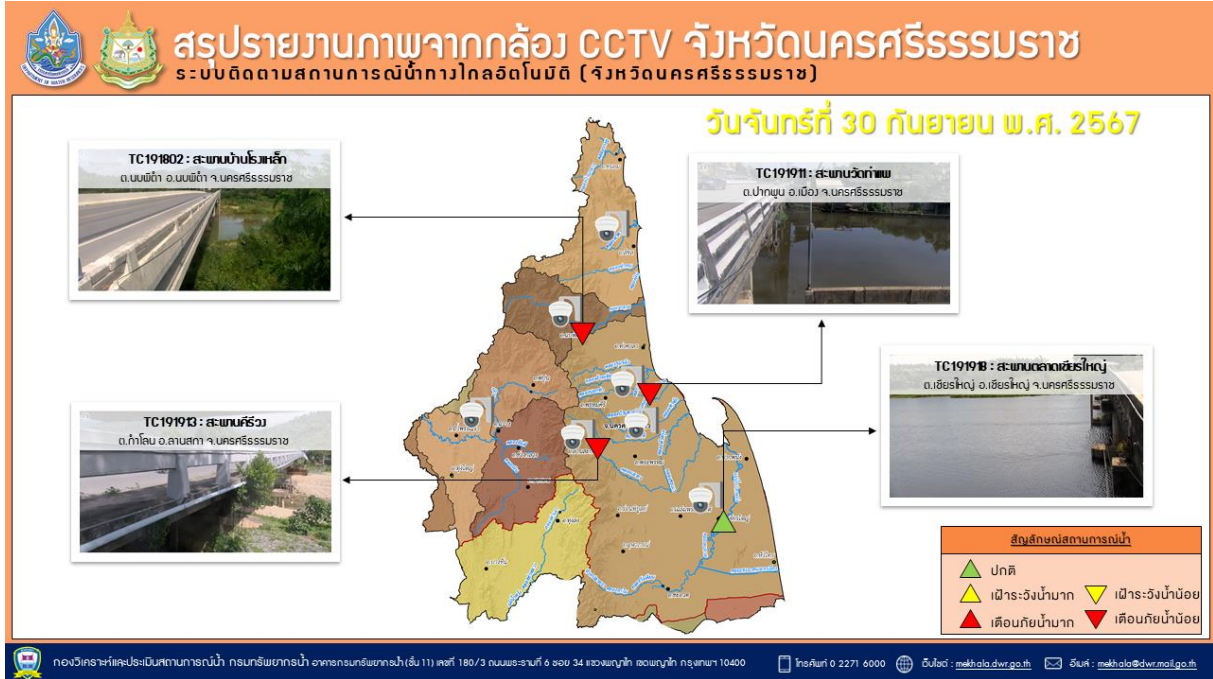 สรุปรายงานภาพจากกล้อง CCTV จังหวัดนครศรีธรรมราช
ระบบติดตามสถานการณ์น้ำทางไกลอัตโนมัติ (จังหวัดนครศรีธรรมราช)
วันจันทร์ที่ 30 กันยายน พ.ศ. 2567
TC191802 : สะพานบ้านโรงเหล็ก
ต.นบพิตำ อ.นบพิตำ จ.นครศรีธรรมราช
TC191911 : สะพานวัดท่าแพ
ต.ปากพูน อ.เมือง จ.นครศรีธรรมราช
TC191913 : สะพานคีรีวง
ต.กำโลน อ.ลานสกา จ.นครศรีธรรมราช
TC191918 : สะพานตลาดเชียรใหญ่
ต.เชียรใหญ่ อ.เชียรใหญ่ จ.นครศรีธรรมราช
สัญลักษณ์สถานการณ์น้ำ
ปกติ
เฝ้าระวังน้ำมาก เฝ้าระวังน้ำน้อย
เตือนภัยน้ำมาก เตือนภัยน้ำน้อย
กองวิเคราะห์และประเมินสถานการณ์น้ำ กรมทรัพยากรน้ำ อาคารกรมทรัพยากรน้ำ (ชั้น 11) เลขที่ 180/3 ถนนพระรามที่ 6 ซอย 34 แขวงพญาไท เขตพญาไท กรุงเทพฯ 10400 โทรศัพท์ 0 2271 6000 เว็บไซต์ : mekhala.dwr.go.th อีเมล์ : mekhala@dwr.mail.go.th